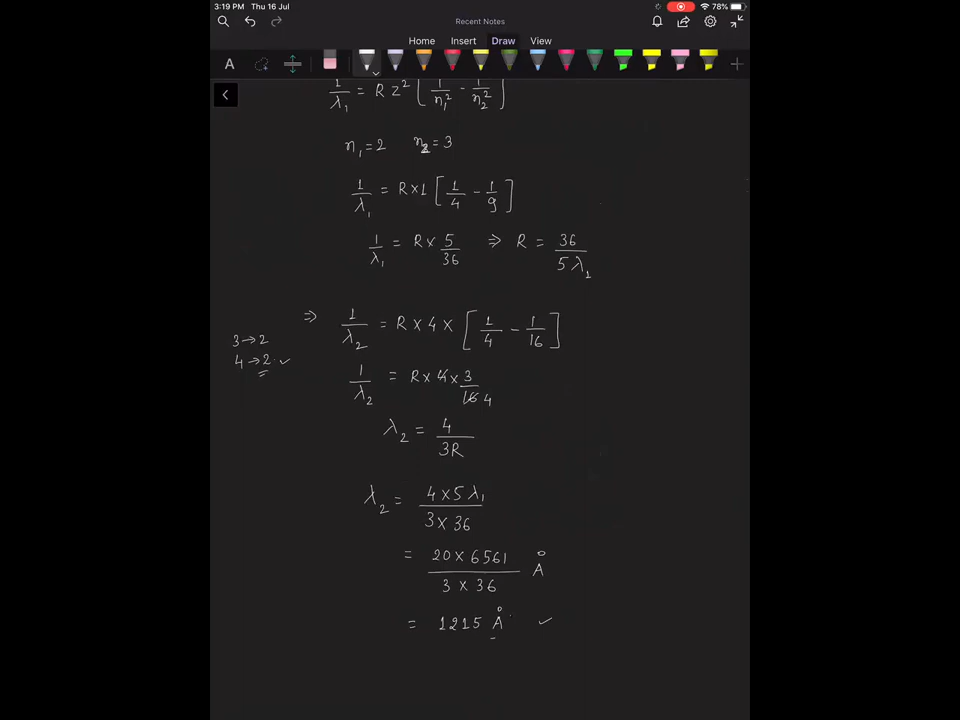 3:19 PM Thu 16 Jul 78%
Recent Notes
Home Insert Draw View
A
1/λ₁ = R Z² [1/n₁² - 1/n₂²]
n₁ = 2 n₂ = 3
1/λ₁ = R × 1 [1/4 - 1/9]
1/λ₁ = R × 5/36 ⇒ R = 36/5λ₁
⇒ 1/λ₂ = R × 4 × [1/4 - 1/16]
3 → 2
4 → 2 ✓
1/λ₂ = R × 4 × 3/16 4
λ₂ = 4/3R
λ₂ = 4 × 5 λ₁/3 × 36
= 20 × 6561/3 × 36 Å
= 1215 Å ✓